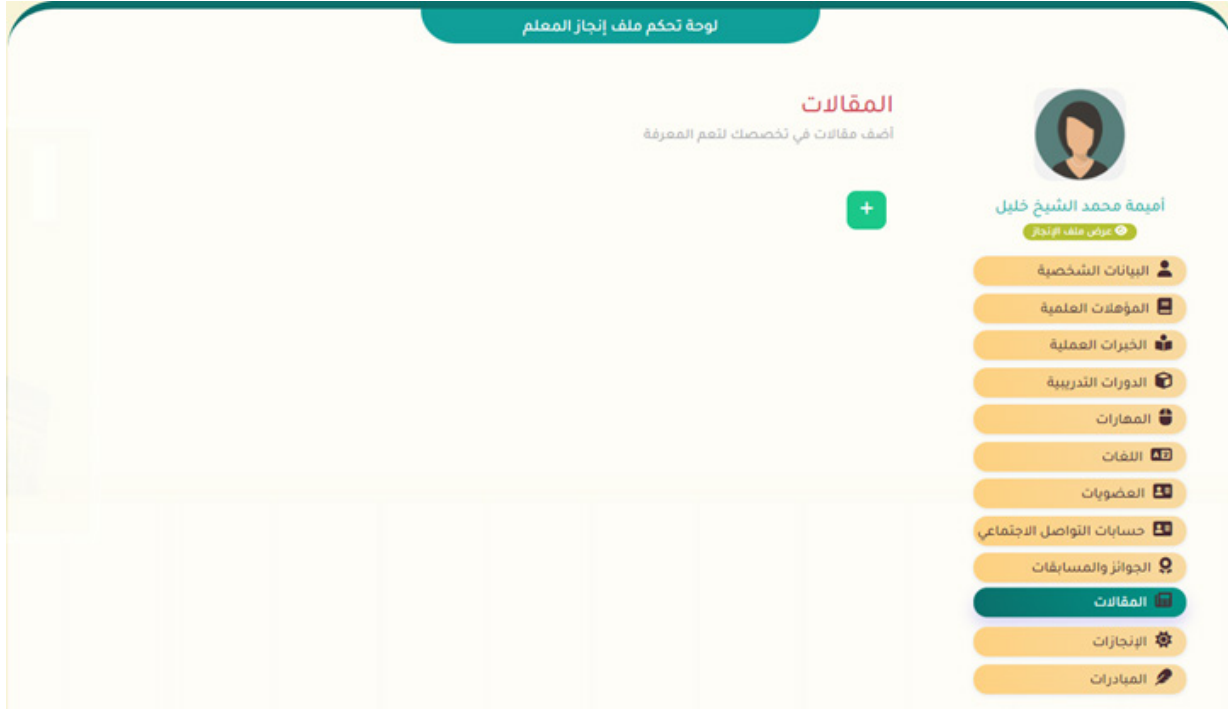 لوحة تحكم ملف إنجاز المعلم
المقالات
أضف مقالات في تخصصك لتعم المعرفة
+
أميمة محمد الشيخ خليل
عرض ملف الإنجاز
البيانات الشخصية
المؤهلات العلمية
الخبرات العملية
الدورات التدريبية
المهارات
اللغات
العضويات
حسابات التواصل الاجتماعي
الجوائز والمسابقات
المقالات
الإنجازات
المبادرات